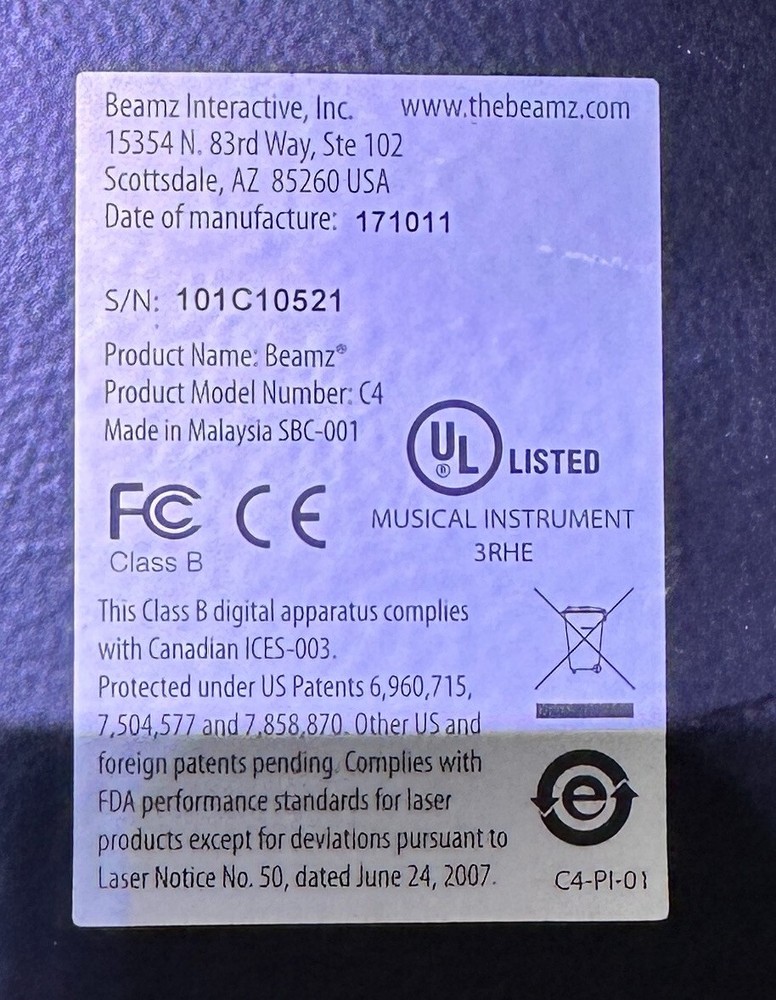 Beamz Interactive, Inc. www.thebeamz.com
15354 N. 83rd Way, Ste 102
Scottsdale, AZ 85260 USA
Date of manufacture: 171011
S/N: 101C10521
Product Name: Beamz®
Product Model Number: C4
Made in Malaysia SBC-001
UL ® LISTED
FC CE
Class B
MUSICAL INSTRUMENT
3RHE
This Class B digital apparatus complies
with Canadian ICES-003.
Protected under US Patents 6,960,715,
7,504,577 and 7,858,870. Other US and
foreign patents pending. Complies with
FDA performance standards for laser
products except for deviations pursuant to
Laser Notice No. 50, dated June 24, 2007.
e
C4-PI-01